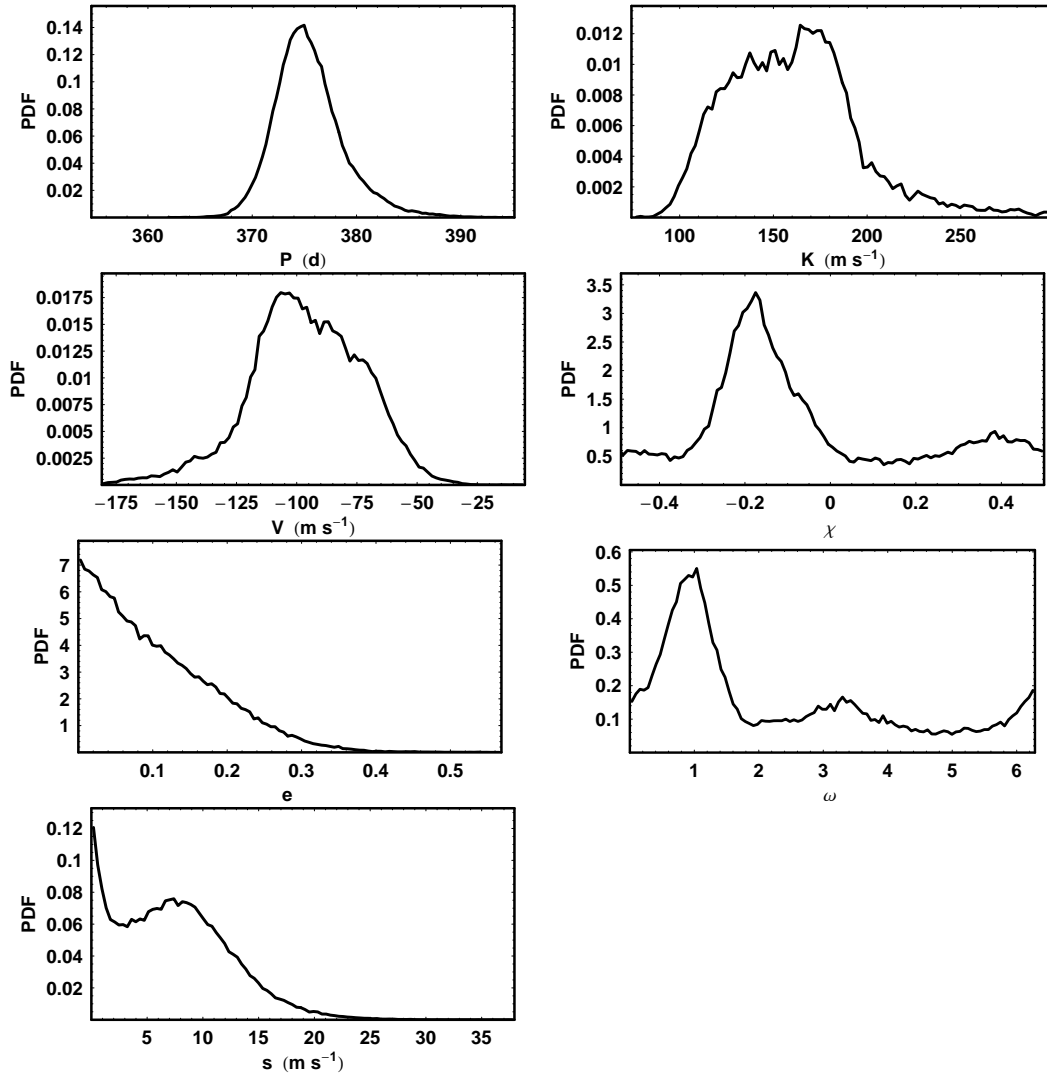 0.14
0.12
0.1
0.08
0.06
0.04
0.02
PDF
360 370 380 390
P (d)
0.012
0.01
0.008
0.006
0.004
0.002
PDF
100 150 200 250
K (m s−1)
0.0175
0.015
0.0125
0.01
0.0075
0.005
0.0025
PDF
−175 −150 −125 −100 −75 −50 −25
V (m s−1)
3.5
3
2.5
2
1.5
1
0.5
PDF
−0.4 −0.2 0 0.2 0.4
χ
7
6
5
4
3
2
1
PDF
0.1 0.2 0.3 0.4 0.5
e
0.6
0.5
0.4
0.3
0.2
0.1
PDF
1 2 3 4 5 6
ω
0.12
0.1
0.08
0.06
0.04
0.02
PDF
5 10 15 20 25 30 35
s (m s−1)